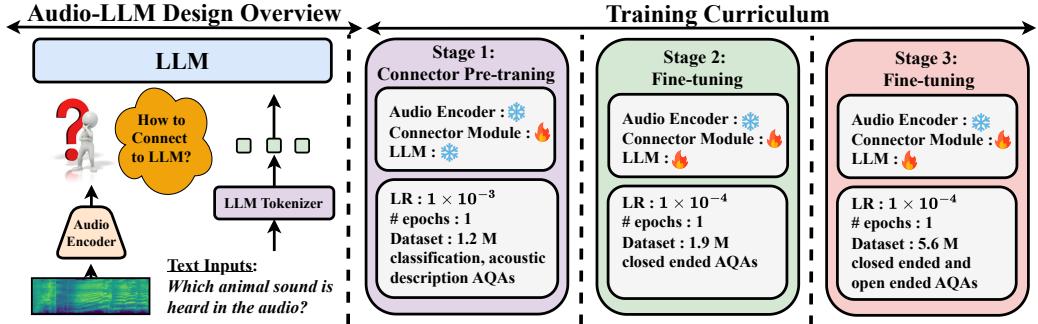 Audio-LLM Design Overview
LLM
?
How to
Connect
to LLM?
LLM Tokenizer
Audio
Encoder
Text Inputs:
Which animal sound is
heard in the audio?
Training Curriculum
Stage 1:
Connector Pre-traning
Audio Encoder :
Connector Module :
LLM :
LR : 1 × 10⁻³
# epochs : 1
Dataset : 1.2 M
classification, acoustic
description AQAs
Stage 2:
Fine-tuning
Audio Encoder :
Connector Module :
LLM :
LR : 1 × 10⁻⁴
# epochs : 1
Dataset : 1.9 M
closed ended AQAs
Stage 3:
Fine-tuning
Audio Encoder :
Connector Module :
LLM :
LR : 1 × 10⁻⁴
# epochs : 1
Dataset : 5.6 M
closed ended and
open ended AQAs